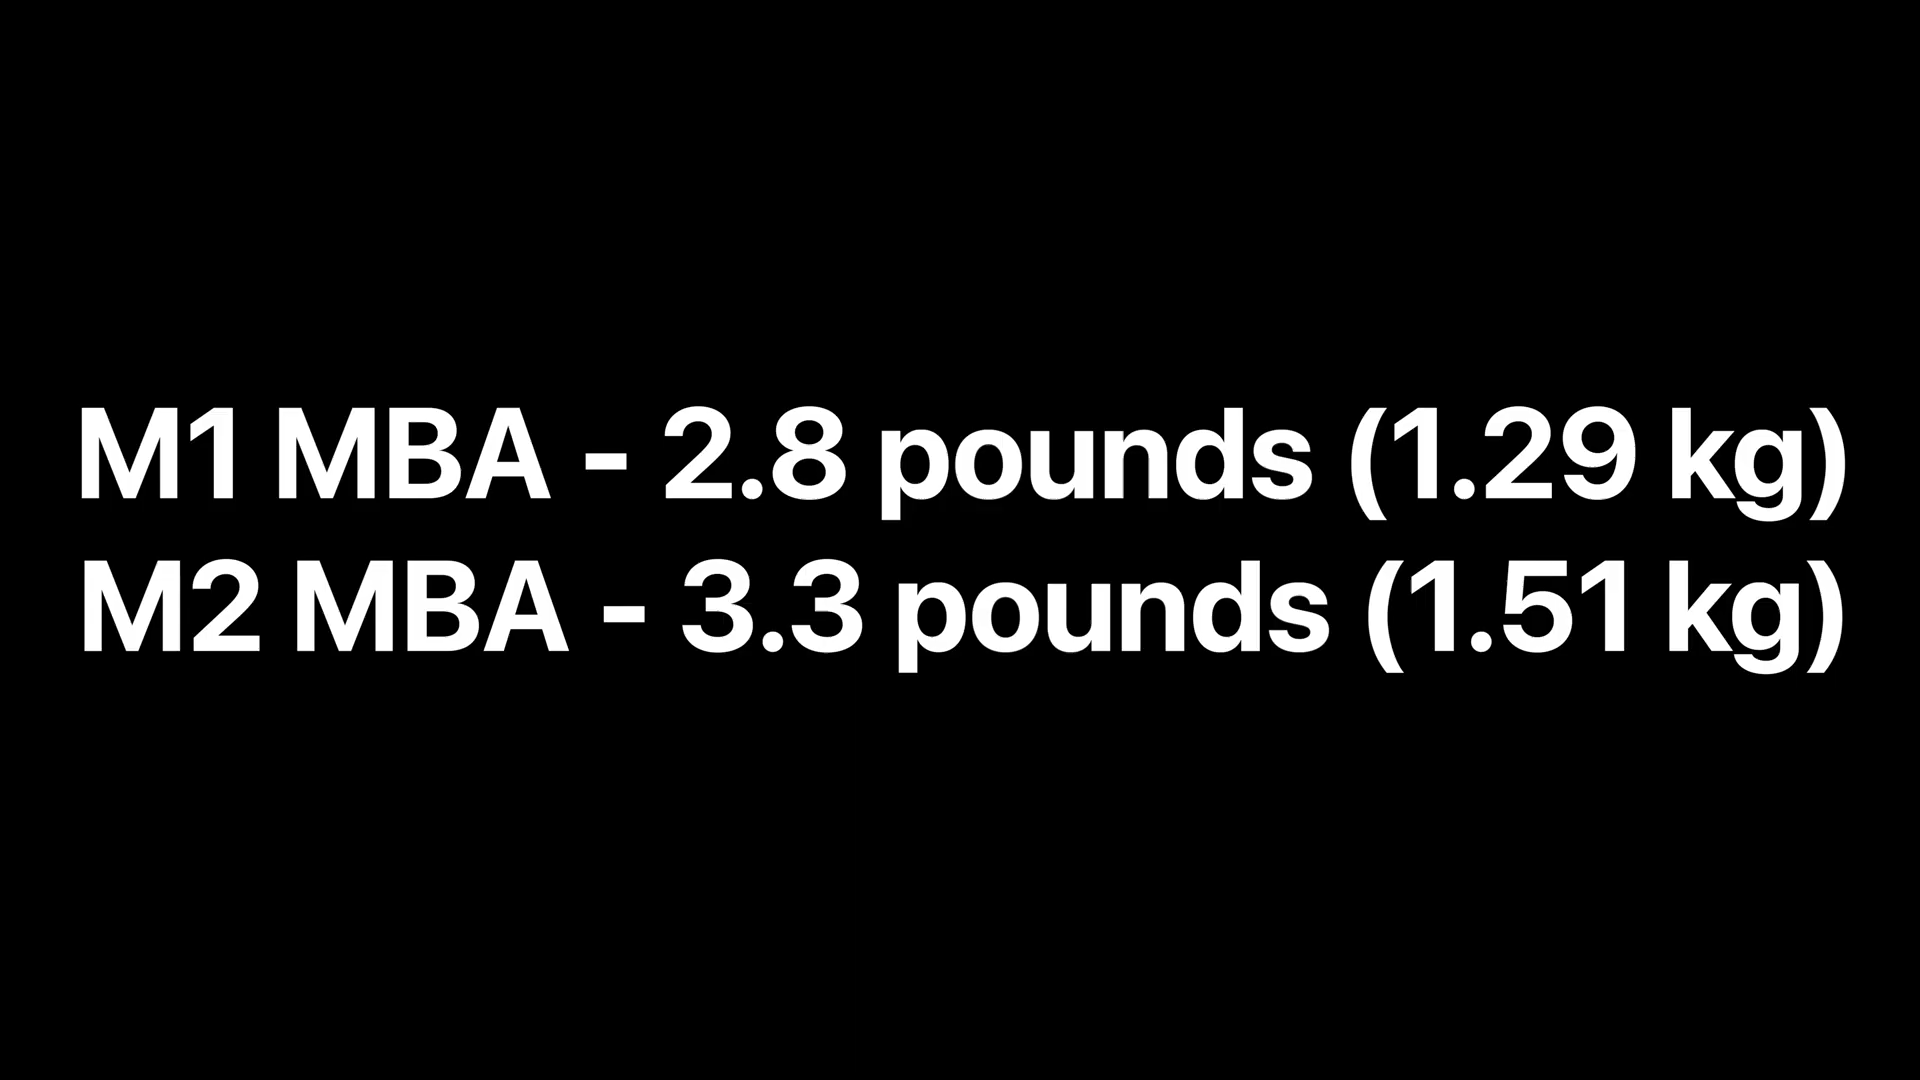 M1 MBA - 2.8 pounds (1.29 kg)
M2 MBA - 3.3 pounds (1.51 kg)